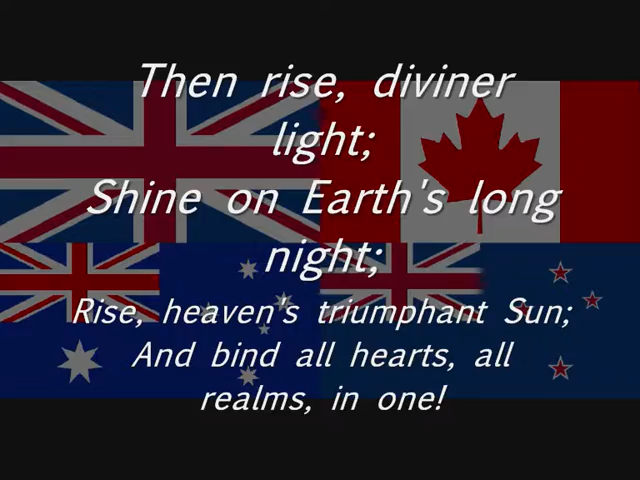 Then rise, diviner
light;
Shine on Earth's long
night;
Rise, heaven's triumphant Sun;
And bind all hearts, all
realms, in one!